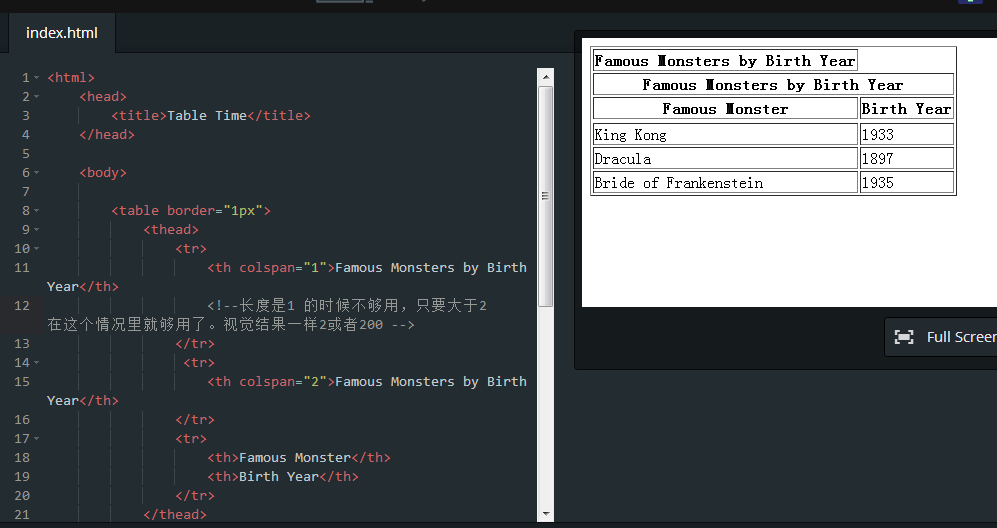 index.html
1 <html>
2 <head>
3 <title>Table Time</title>
4 </head>
5
6 <body>
7
8 <table border="1px">
9 <thead>
10 <tr>
11 <th colspan="1">Famous Monsters by Birth
Year</th>
12 <!--长度是1 的时候不够用，只要大于2
在这个情况里就够用了。视觉结果一样2或者200 -->
13 </tr>
14 <tr>
15 <th colspan="2">Famous Monsters by Birth
Year</th>
16 </tr>
17 <tr>
18 <th>Famous Monster</th>
19 <th>Birth Year</th>
20 </tr>
21 </thead>
Famous Monsters by Birth Year
Famous Monsters by Birth Year
Famous Monster Birth Year
King Kong 1933
Dracula 1897
Bride of Frankenstein 1935
Full Screen